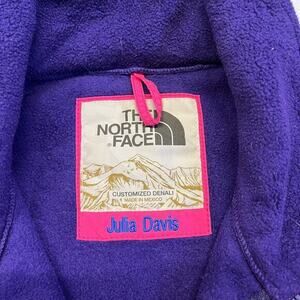 THE
NORTH
FACE
CUSTOMIZED DENALI
MADE IN MEXICO
Julia Davis